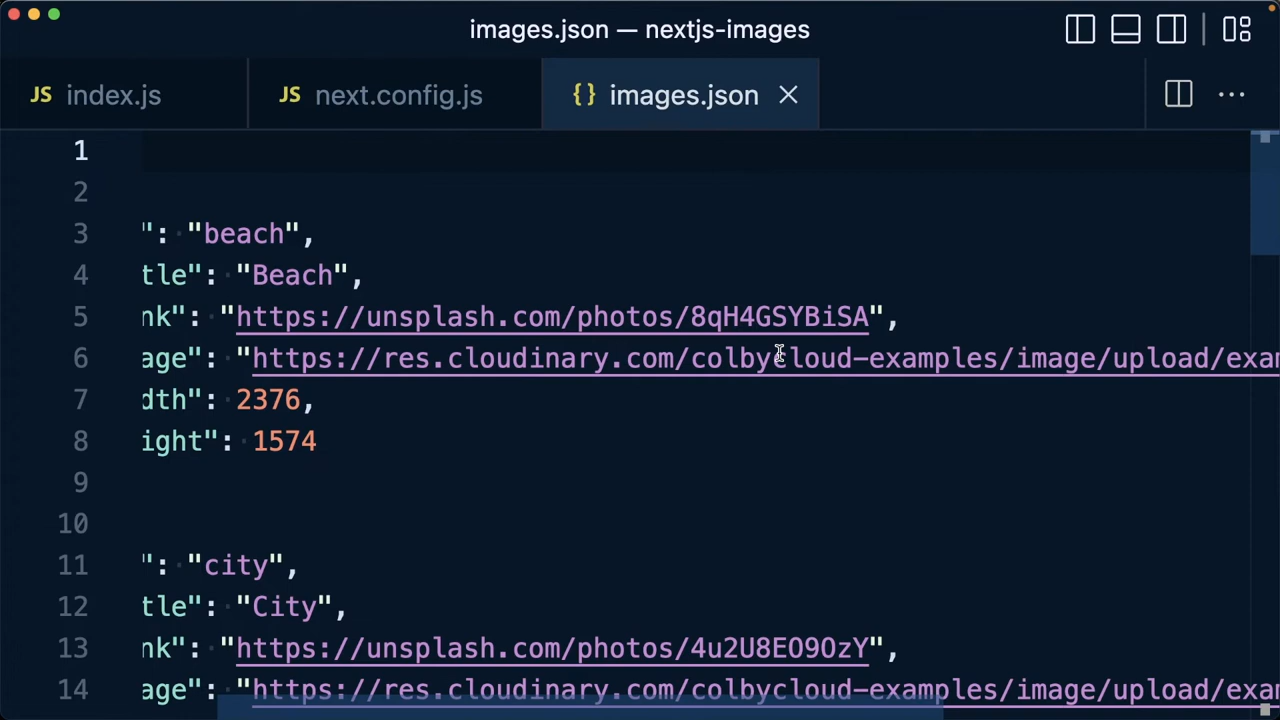 images.json — nextjs-images
JS index.js
JS next.config.js
{} images.json
1
2
3 ": "beach",
4 tle": "Beach",
5 nk": "https://unsplash.com/photos/8qH4GSYBiSA",
6 age": "https://res.cloudinary.com/colbycloud-examples/image/upload/exa
7 dth": 2376,
8 ight": 1574
9
10
11 ": "city",
12 tle": "City",
13 nk": "https://unsplash.com/photos/4u2U8EO9OzY",
14 age": "https://res.cloudinary.com/colbycloud-examples/image/upload/exa